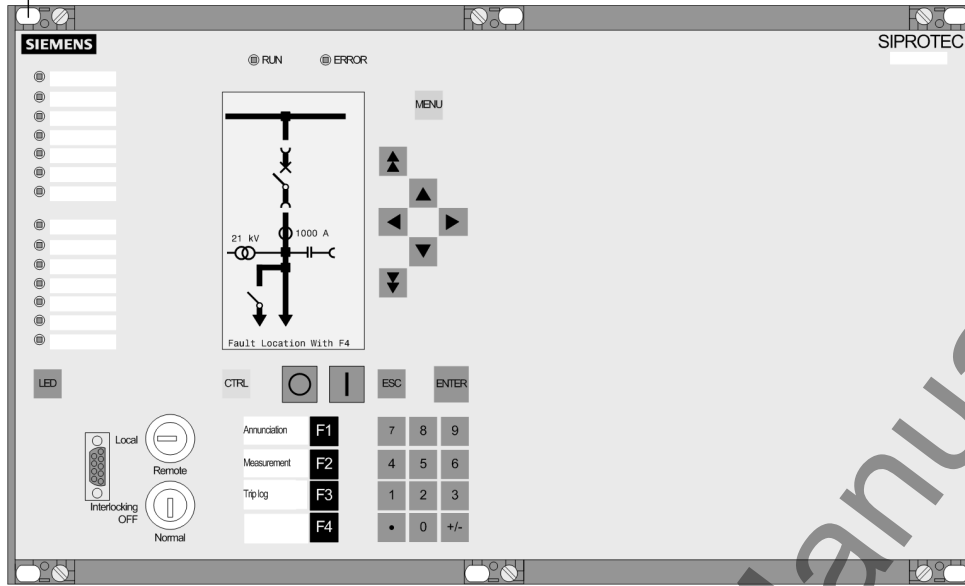 SIEMENS
SIPROTEC
RUN ERROR
MENU
21 kV 1000 A
Fault Location With F4
LED CTRL ESC ENTER
Annunciation F1 7 8 9
Local
Remote
Measurement F2 4 5 6
Trip log F3 1 2 3
Interlocking
OFF
F4 • 0 +/-
Normal